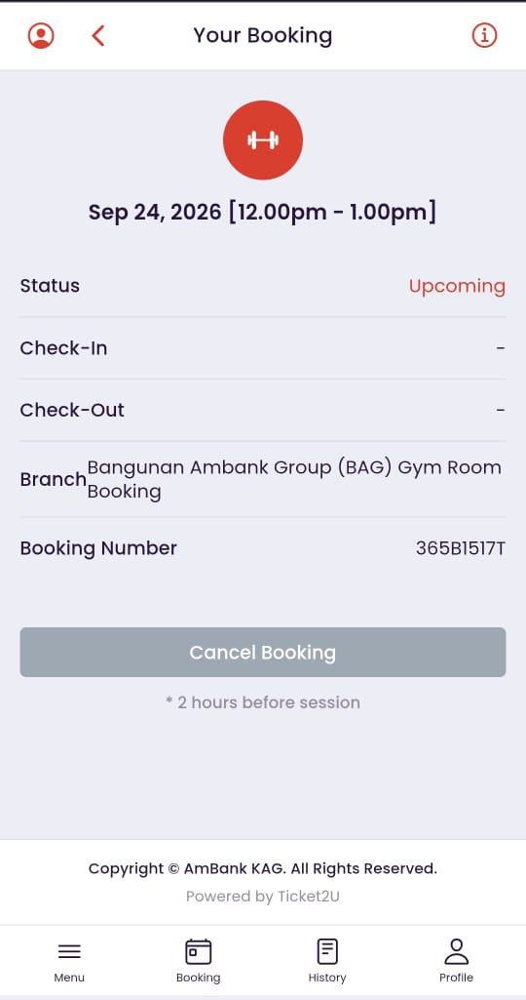 Your Booking
Sep 24, 2026 [12.00pm - 1.00pm]
Status
Upcoming
Check-In
-
Check-Out
-
Branch
Bangunan Ambank Group (BAG) Gym Room
Booking
Booking Number
365B1517T
Cancel Booking
* 2 hours before session
Copyright © AmBank KAG. All Rights Reserved.
Powered by Ticket2U
Menu
Booking
History
Profile